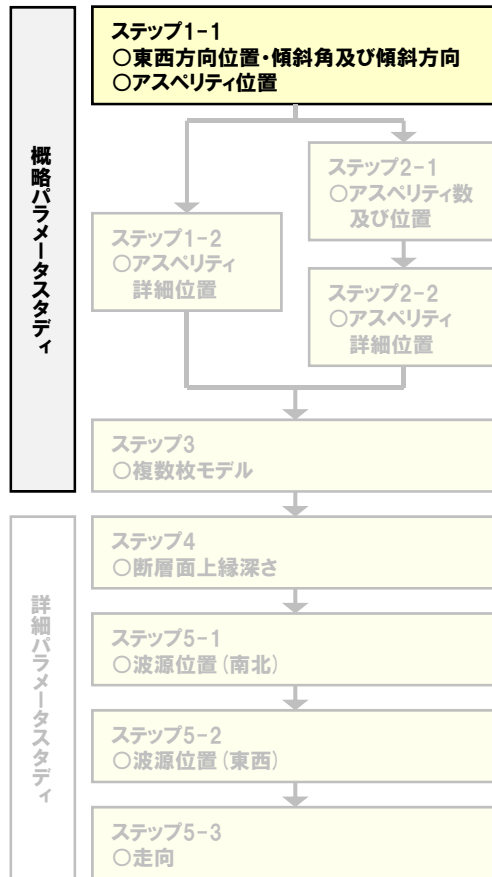 概略パラメータスタディ
ステップ1-1
○東西方向位置・傾斜角及び傾斜方向
○アスペリティ位置
ステップ1-2
○アスペリティ
詳細位置
ステップ2-1
○アスペリティ数
及び位置
ステップ2-2
○アスペリティ
詳細位置
ステップ3
○複数枚モデル
詳細パラメータスタディ
ステップ4
○断層面上縁深さ
ステップ5-1
○波源位置(南北)
ステップ5-2
○波源位置(東西)
ステップ5-3
○走向